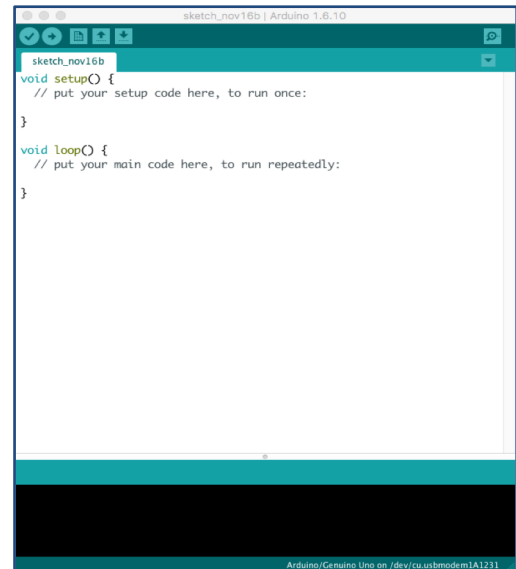 sketch_nov16b | Arduino 1.6.10
sketch_nov16b
void setup() {
  // put your setup code here, to run once:
}
void loop() {
  // put your main code here, to run repeatedly:
}
Arduino/Genuino Uno on /dev/cu.usbmodem1A1231